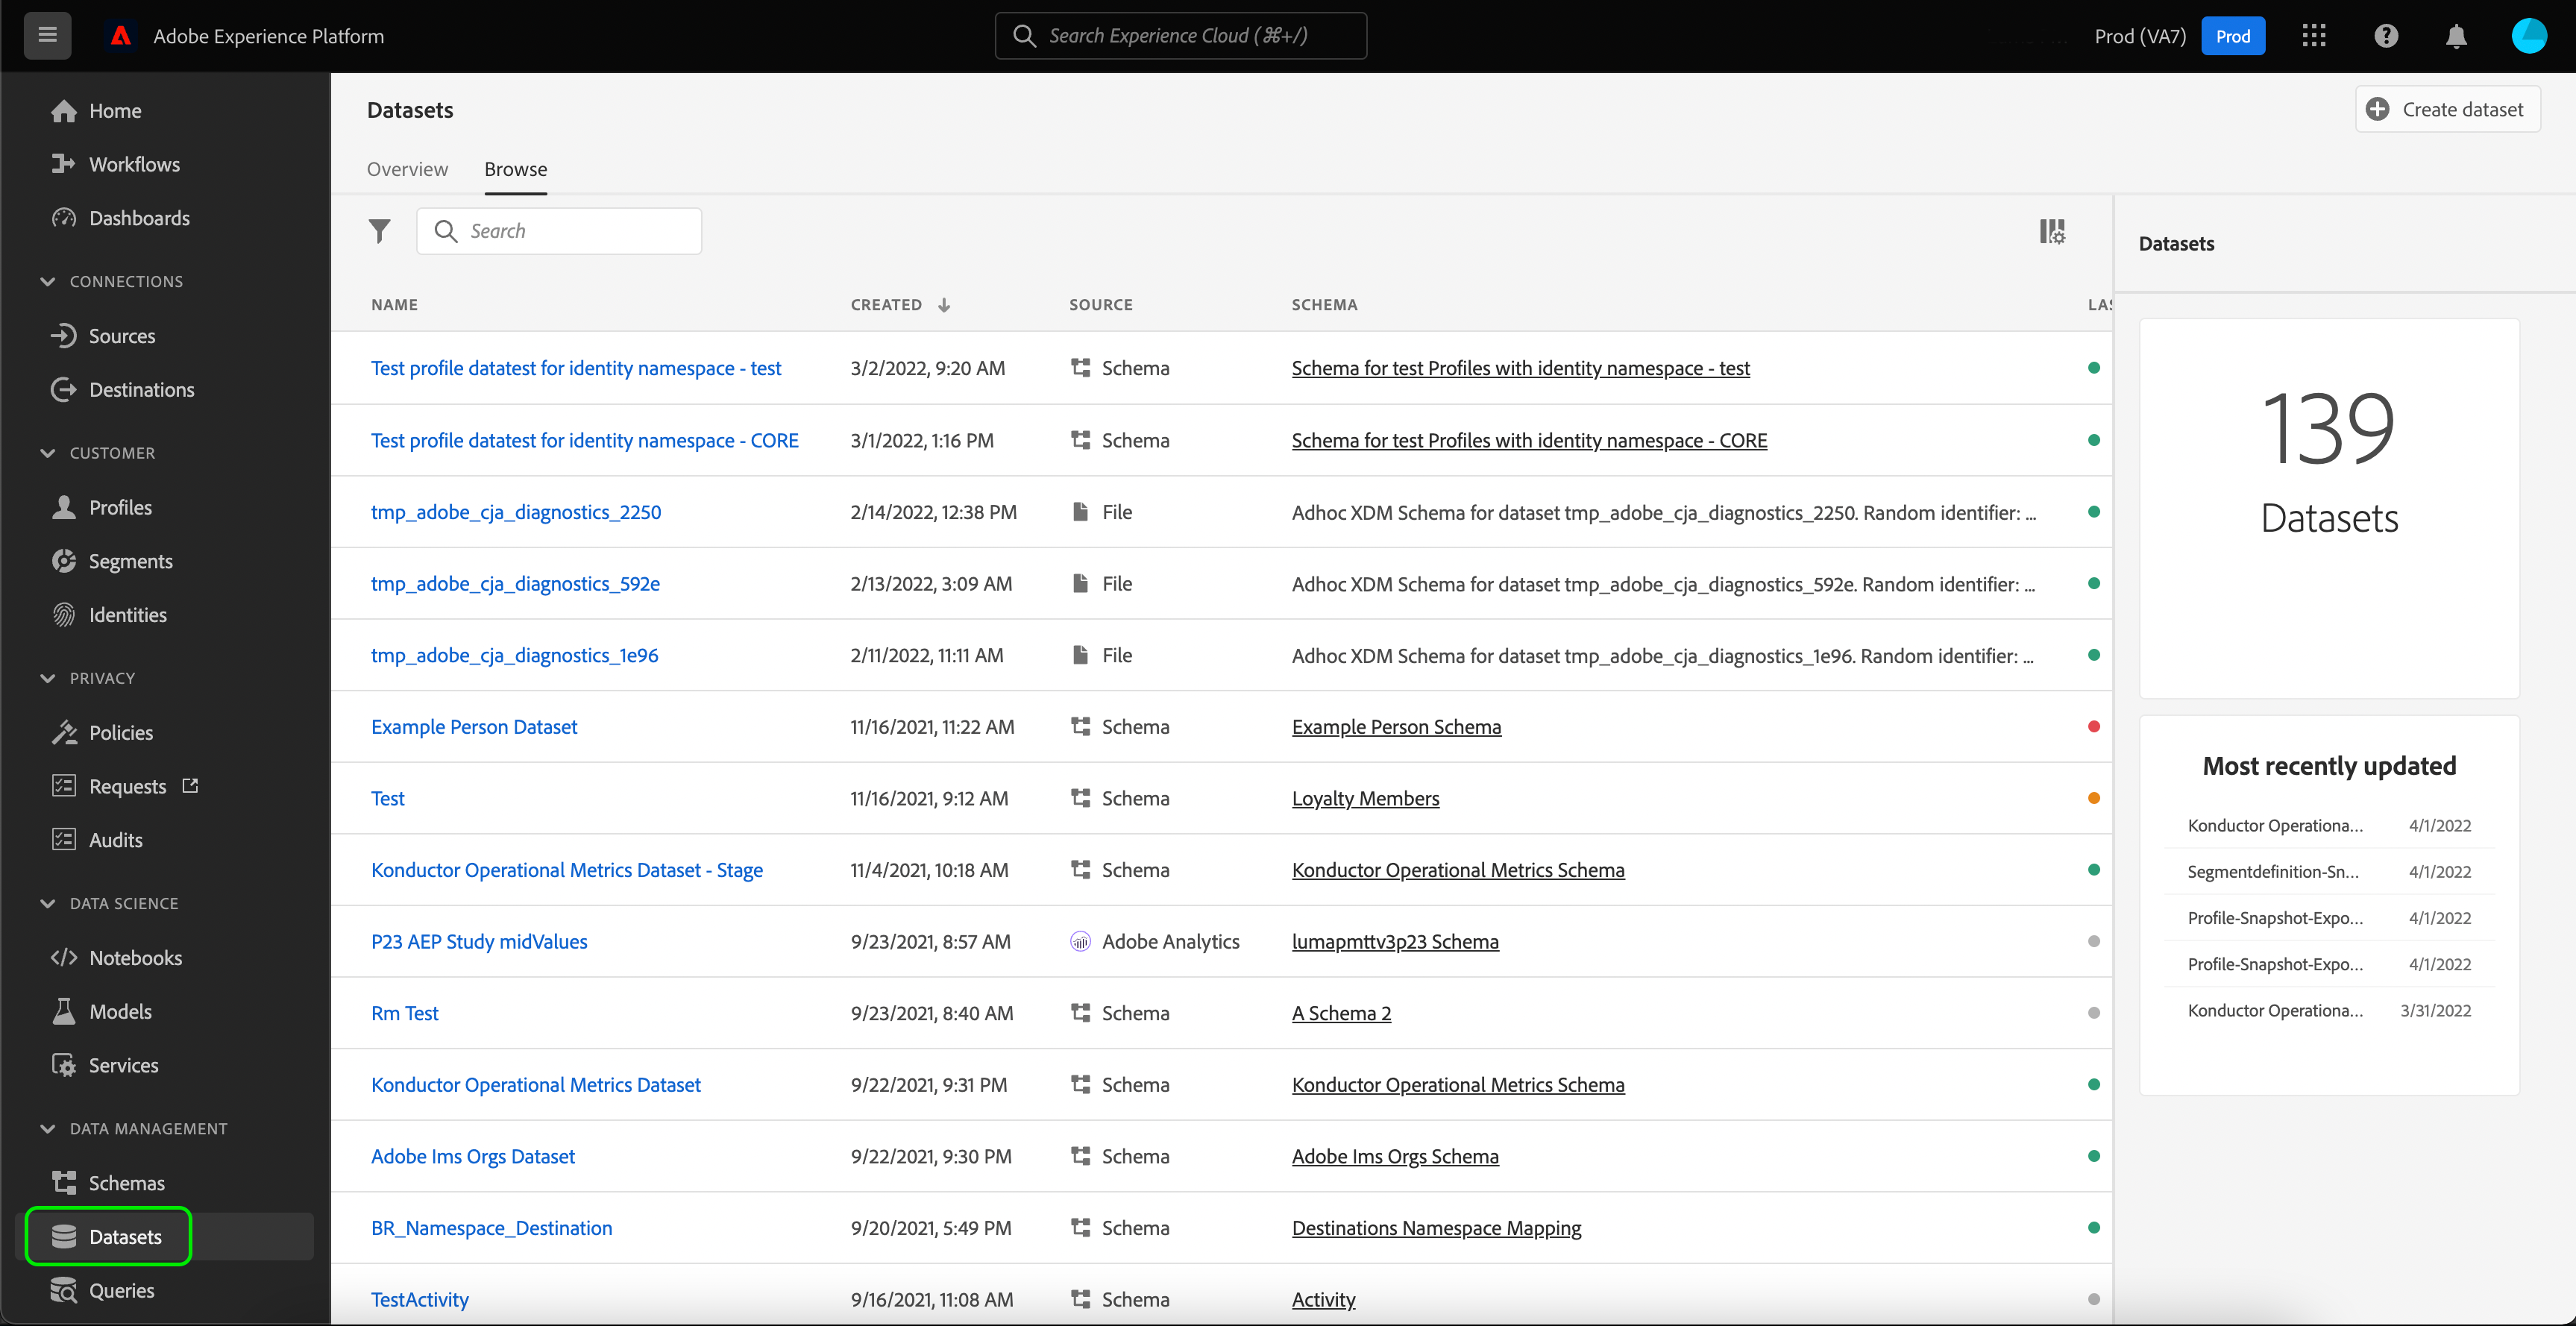 Adobe Experience Platform
Search Experience Cloud (⌘+/)
Prod (VA7)
Prod
Home
Workflows
Dashboards
CONNECTIONS
Sources
Destinations
CUSTOMER
Profiles
Segments
Identities
PRIVACY
Policies
Requests
Audits
DATA SCIENCE
Notebooks
Models
Services
DATA MANAGEMENT
Schemas
Datasets
Queries
Datasets
Create dataset
Overview Browse
Search
NAME CREATED SOURCE SCHEMA LAS
Test profile datatest for identity namespace - test 3/2/2022, 9:20 AM Schema Schema for test Profiles with identity namespace - test
Test profile datatest for identity namespace - CORE 3/1/2022, 1:16 PM Schema Schema for test Profiles with identity namespace - CORE
tmp_adobe_cja_diagnostics_2250 2/14/2022, 12:38 PM File Adhoc XDM Schema for dataset tmp_adobe_cja_diagnostics_2250. Random identifier: ...
tmp_adobe_cja_diagnostics_592e 2/13/2022, 3:09 AM File Adhoc XDM Schema for dataset tmp_adobe_cja_diagnostics_592e. Random identifier: ...
tmp_adobe_cja_diagnostics_1e96 2/11/2022, 11:11 AM File Adhoc XDM Schema for dataset tmp_adobe_cja_diagnostics_1e96. Random identifier: ...
Example Person Dataset 11/16/2021, 11:22 AM Schema Example Person Schema
Test 11/16/2021, 9:12 AM Schema Loyalty Members
Konductor Operational Metrics Dataset - Stage 11/4/2021, 10:18 AM Schema Konductor Operational Metrics Schema
P23 AEP Study midValues 9/23/2021, 8:57 AM Adobe Analytics lumapmttv3p23 Schema
Rm Test 9/23/2021, 8:40 AM Schema A Schema 2
Konductor Operational Metrics Dataset 9/22/2021, 9:31 PM Schema Konductor Operational Metrics Schema
Adobe Ims Orgs Dataset 9/22/2021, 9:30 PM Schema Adobe Ims Orgs Schema
BR_Namespace_Destination 9/20/2021, 5:49 PM Schema Destinations Namespace Mapping
TestActivity 9/16/2021, 11:08 AM Schema Activity
Datasets
139
Datasets
Most recently updated
Konductor Operationa... 4/1/2022
Segmentdefinition-Sn... 4/1/2022
Profile-Snapshot-Expo... 4/1/2022
Profile-Snapshot-Expo... 4/1/2022
Konductor Operationa... 3/31/2022